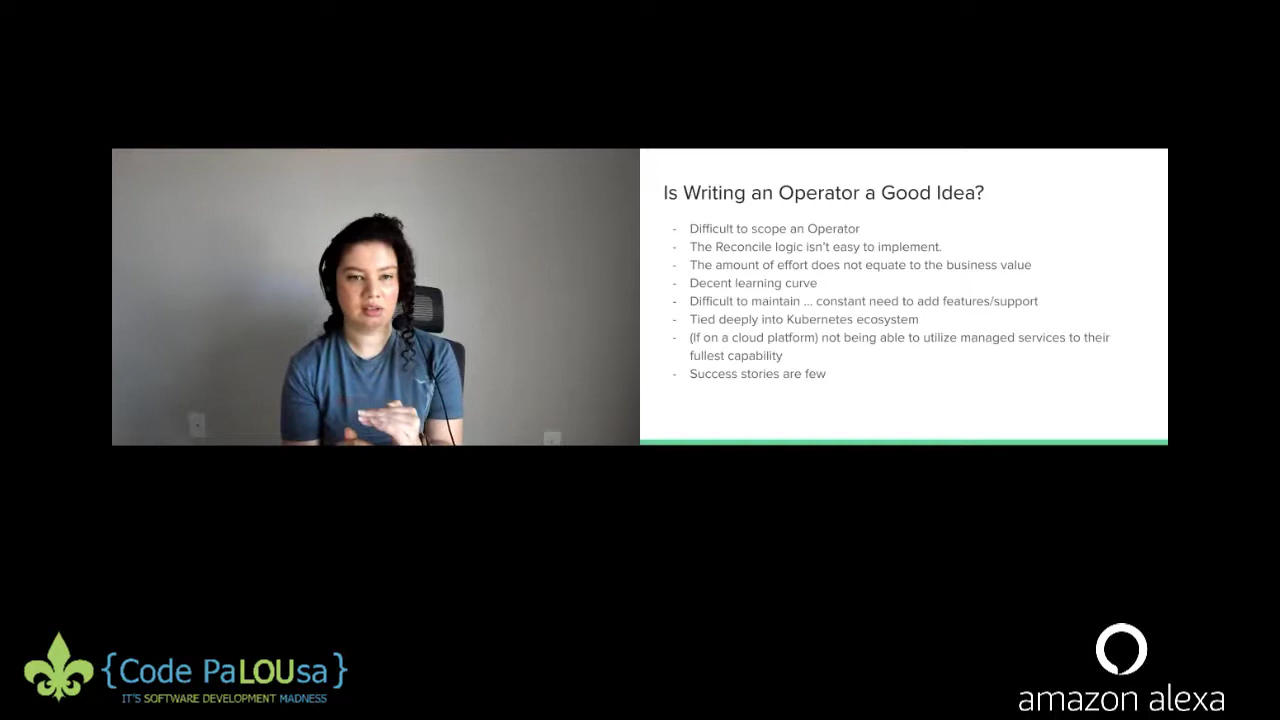 Is Writing an Operator a Good Idea?
- Difficult to scope an Operator
- The Reconcile logic isn't easy to implement.
- The amount of effort does not equate to the business value
- Decent learning curve
- Difficult to maintain ... constant need to add features/support
- Tied deeply into Kubernetes ecosystem
- (If on a cloud platform) not being able to utilize managed services to their
fullest capability
- Success stories are few
{Code PaLOUsa}
IT'S SOFTWARE DEVELOPMENT MADNESS
amazon alexa